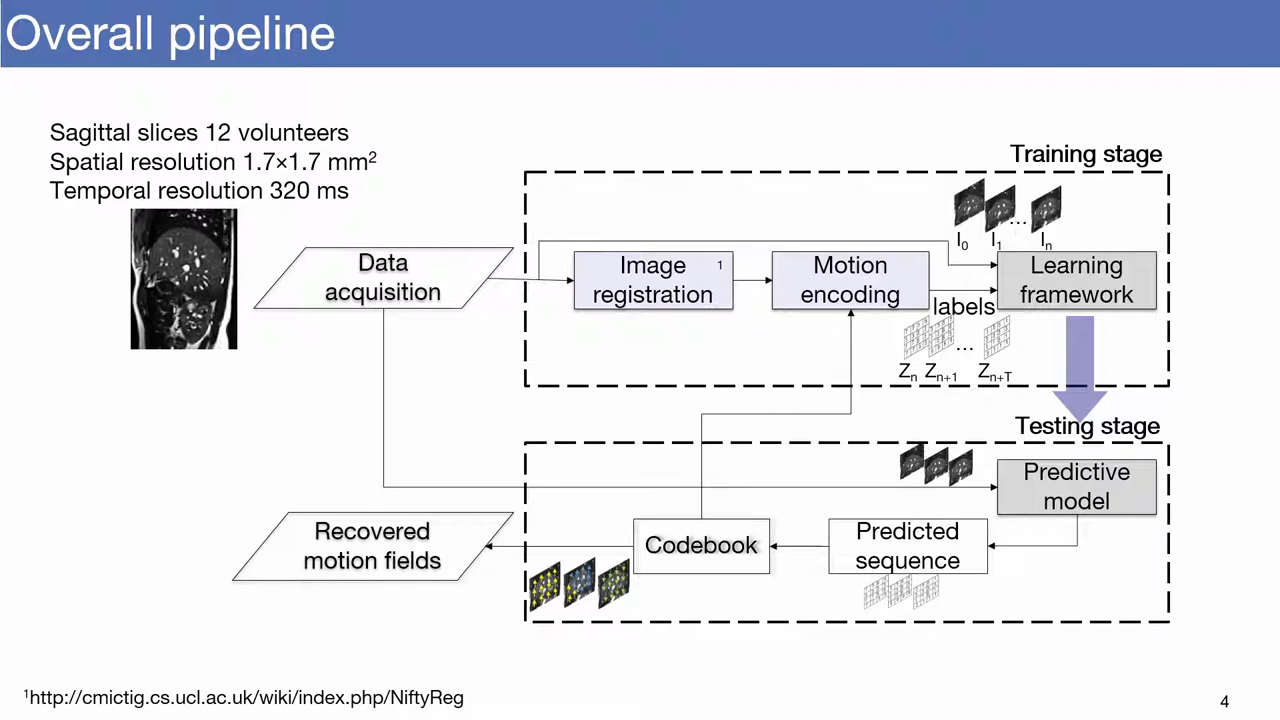 Overall pipeline
Sagittal slices 12 volunteers
Spatial resolution 1.7×1.7 mm²
Temporal resolution 320 ms
Training stage
I₀ I₁ ... Iₙ
Data
acquisition
Image ¹
registration
Motion
encoding
Learning
framework
labels
...
Zₙ Zₙ₊₁ Zₙ₊T
Testing stage
Predictive
model
Recovered
motion fields
Codebook
Predicted
sequence
¹http://cmictig.cs.ucl.ac.uk/wiki/index.php/NiftyReg
4